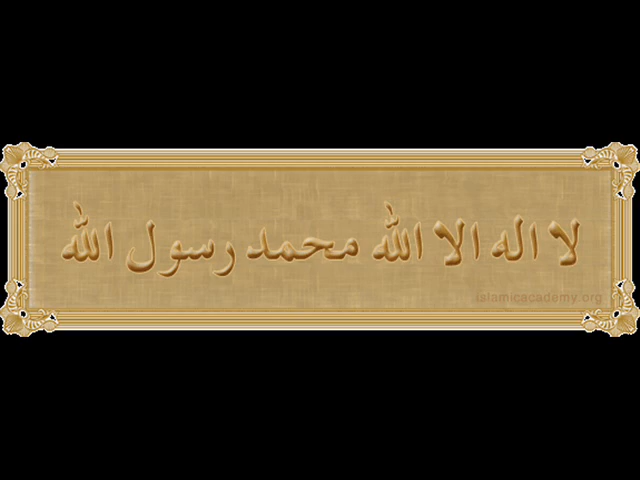 لا اله الا الله محمد رسول الله
islamicacademy.org